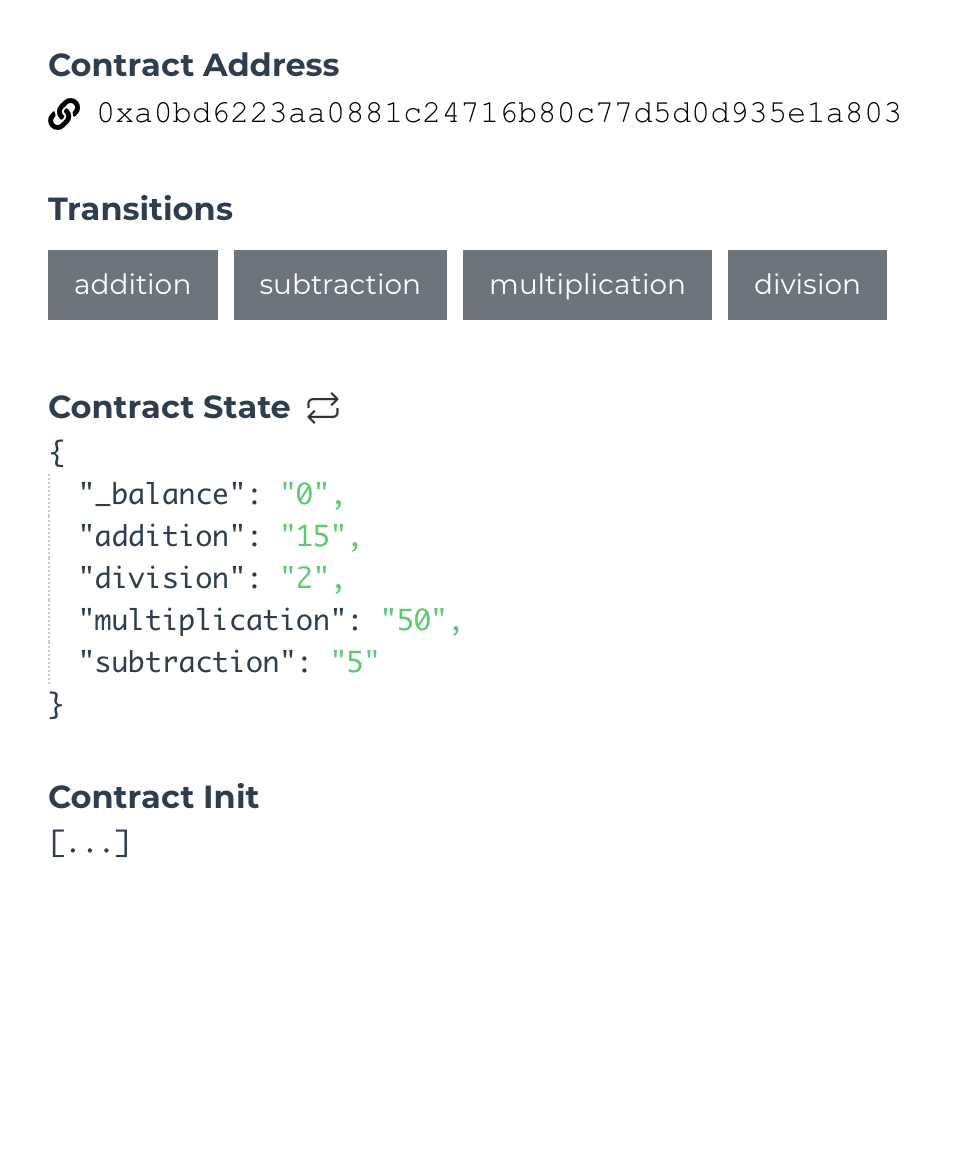 Contract Address
0xa0bd6223aa0881c24716b80c77d5d0d935e1a803
Transitions
addition subtraction multiplication division
Contract State
{
"_balance": "0",
"addition": "15",
"division": "2",
"multiplication": "50",
"subtraction": "5"
}
Contract Init
[...]